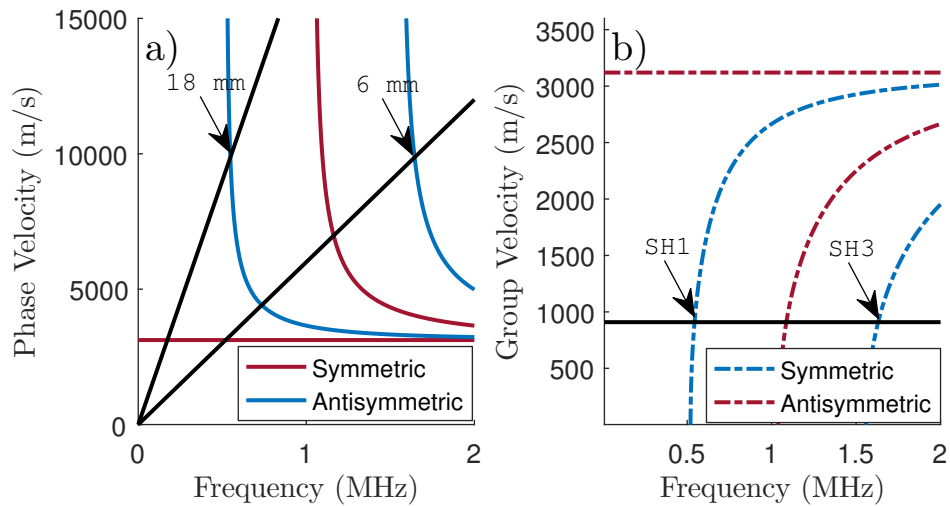 a)
18 mm
6 mm
15000
10000
5000
0
Phase Velocity (m/s)
Symmetric
Antisymmetric
0
1
2
Frequency (MHz)
b)
SH1
SH3
3500
3000
2500
2000
1500
1000
500
Group Velocity (m/s)
Symmetric
Antisymmetric
0.5
1
1.5
2
Frequency (MHz)